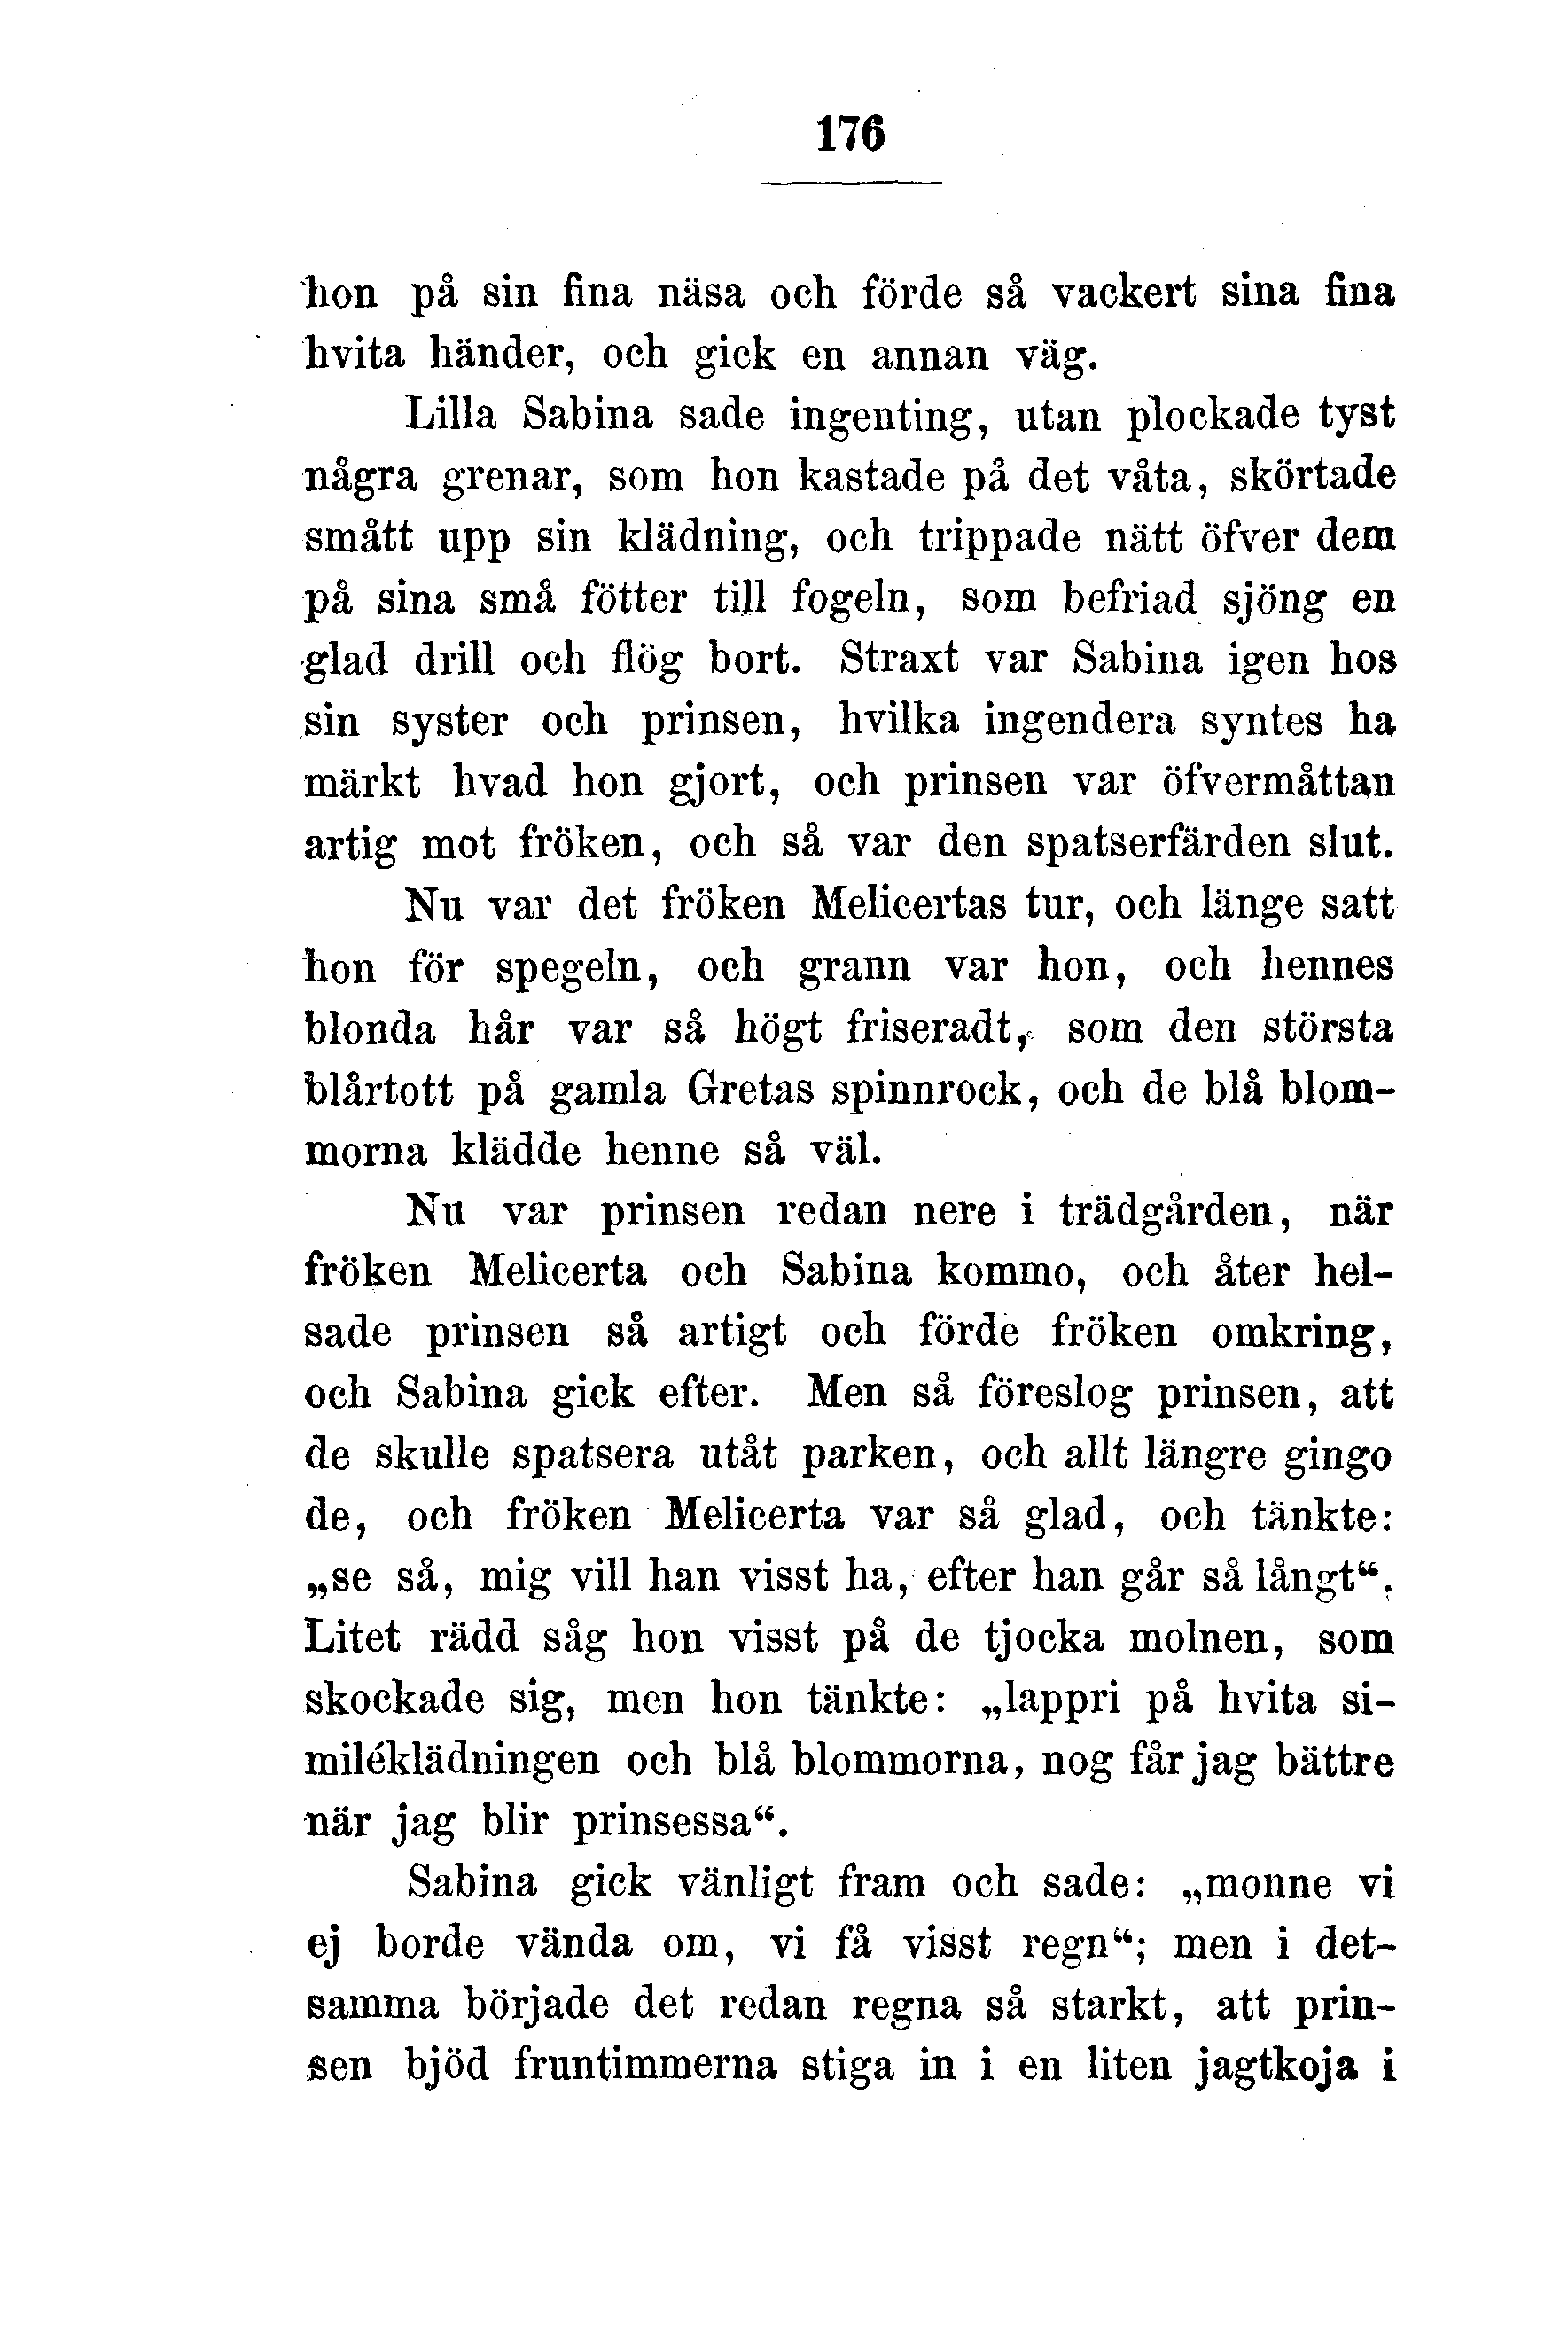 176
hon på sin fina näsa och förde så vackert sina fina
hvita händer, och gick en annan väg.
Lilla Sabina sade ingenting, utan plockade tyst
några grenar, som hon kastade på det våta, skörtade
smått upp sin klädning, och trippade nätt öfver dem
på sina små fötter till fogeln, som befriad sjöng en
glad drill och flög bort. Straxt var Sabina igen hos
sin syster och prinsen, hvilka ingendera syntes ha
märkt hvad hon gjort, och prinsen var öfvermåttan
artig mot fröken, och så var den spatserfärden slut.
Nu var det fröken Melicertas tur, och länge satt
hon för spegeln, och grann var hon, och hennes
blonda hår var så högt friseradt, som den största
blårtott på gamla Gretas spinnrock, och de blå blom-
morna klädde henne så väl.
Nu var prinsen redan nere i trädgården, när
fröken Melicerta och Sabina kommo, och åter hel-
sade prinsen så artigt och förde fröken omkring,
och Sabina gick efter. Men så föreslog prinsen, att
de skulle spatsera utåt parken, och allt längre gingo
de, och fröken Melicerta var så glad, och tänkte:
„se så, mig vill han visst ha, efter han går så långt“.
Litet rädd såg hon visst på de tjocka molnen, som
skockade sig, men hon tänkte: „lappri på hvita si-
miléklädningen och blå blommorna, nog får jag bättre
när jag blir prinsessa“.
Sabina gick vänligt fram och sade: „monne vi
ej borde vända om, vi få visst regn“; men i det-
samma började det redan regna så starkt, att prin-
sen bjöd fruntimmerna stiga in i en liten jagtkoja i